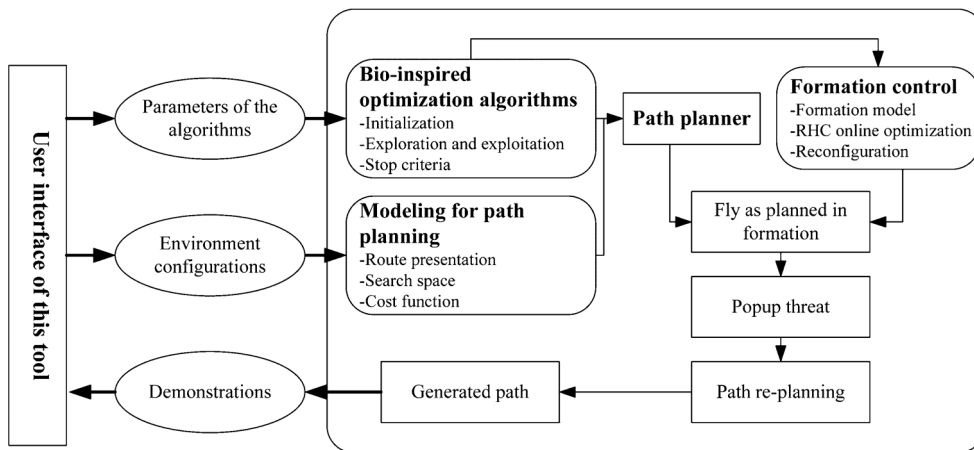 User interface of this tool
Parameters of the
algorithms
Environment
configurations
Demonstrations
Bio-inspired
optimization algorithms
-Initialization
-Exploration and exploitation
-Stop criteria
Modeling for path
planning
-Route presentation
-Search space
-Cost function
Path planner
Formation control
-Formation model
-RHC online optimization
-Reconfiguration
Fly as planned in
formation
Popup threat
Path re-planning
Generated path